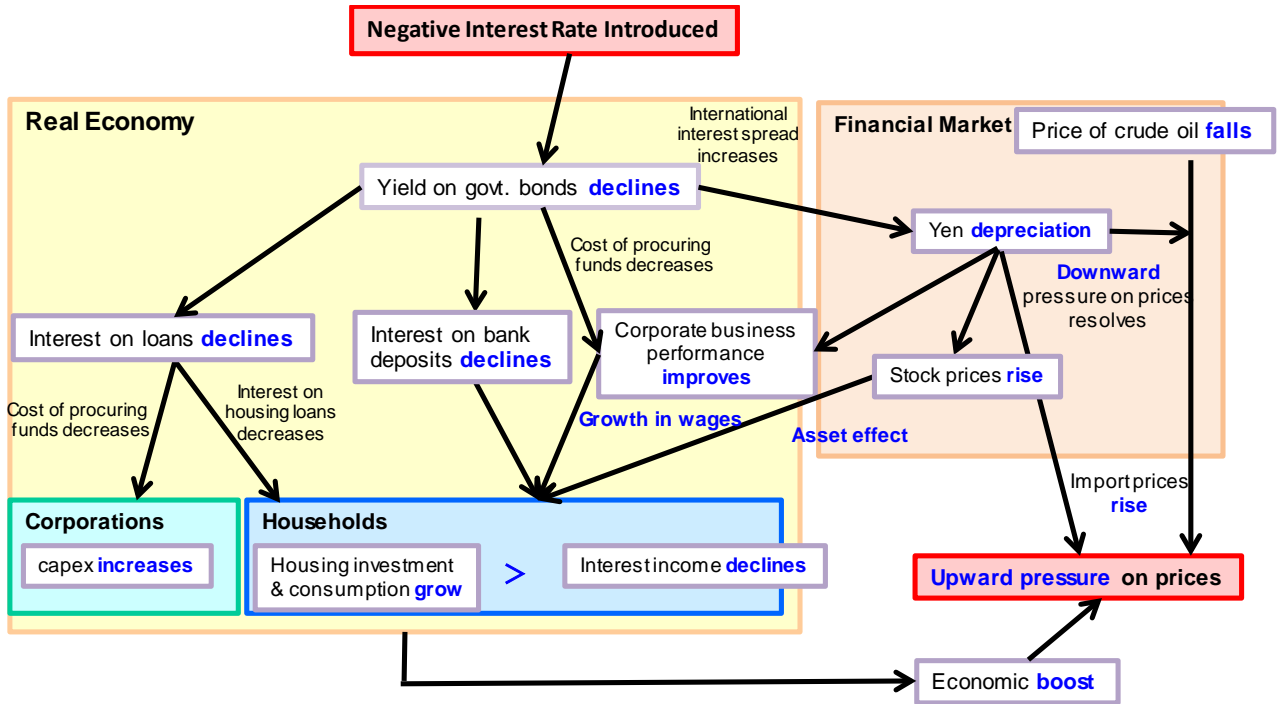 Negative Interest Rate Introduced
Real Economy
International
interest spread
increases
Financial Market
Price of crude oil falls
Yield on govt. bonds declines
Yen depreciation
Cost of procuring
funds decreases
Downward
pressure on prices
resolves
Interest on loans declines
Interest on bank
deposits declines
Corporate business
performance
improves
Stock prices rise
Cost of procuring
funds decreases
Interest on
housing loans
decreases
Growth in wages
Asset effect
Import prices
rise
Corporations
capex increases
Households
Housing investment
& consumption grow
>
Interest income declines
Upward pressure on prices
Economic boost